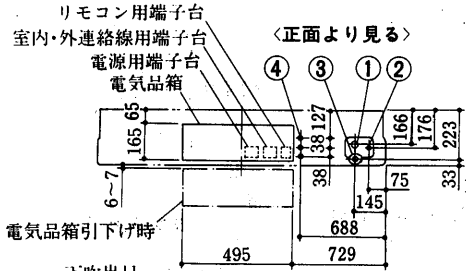 リモコン用端子台
室内・外連絡線用端子台
電源用端子台
電気品箱
〈正面より見る〉
④ ③ ① ②
65
165
6～7
127
38
38
166
176
223
33
75
145
688
495
729
電気品箱引下げ時